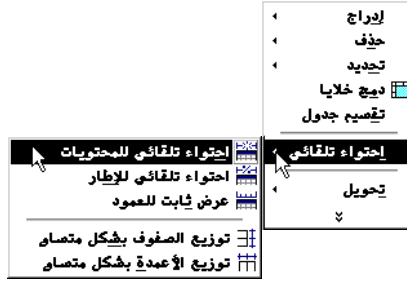 إدراج
حذف
تحديد
دمج خلايا
تقسيم جدول
إحتواء تلقائي
تحويل
احتواء تلقائي للمحتويات
احتواء تلقائي للإطار
عرض ثابت للعمود
توزيع الصفوف بشكل متساو
توزيع الأعمدة بشكل متساو